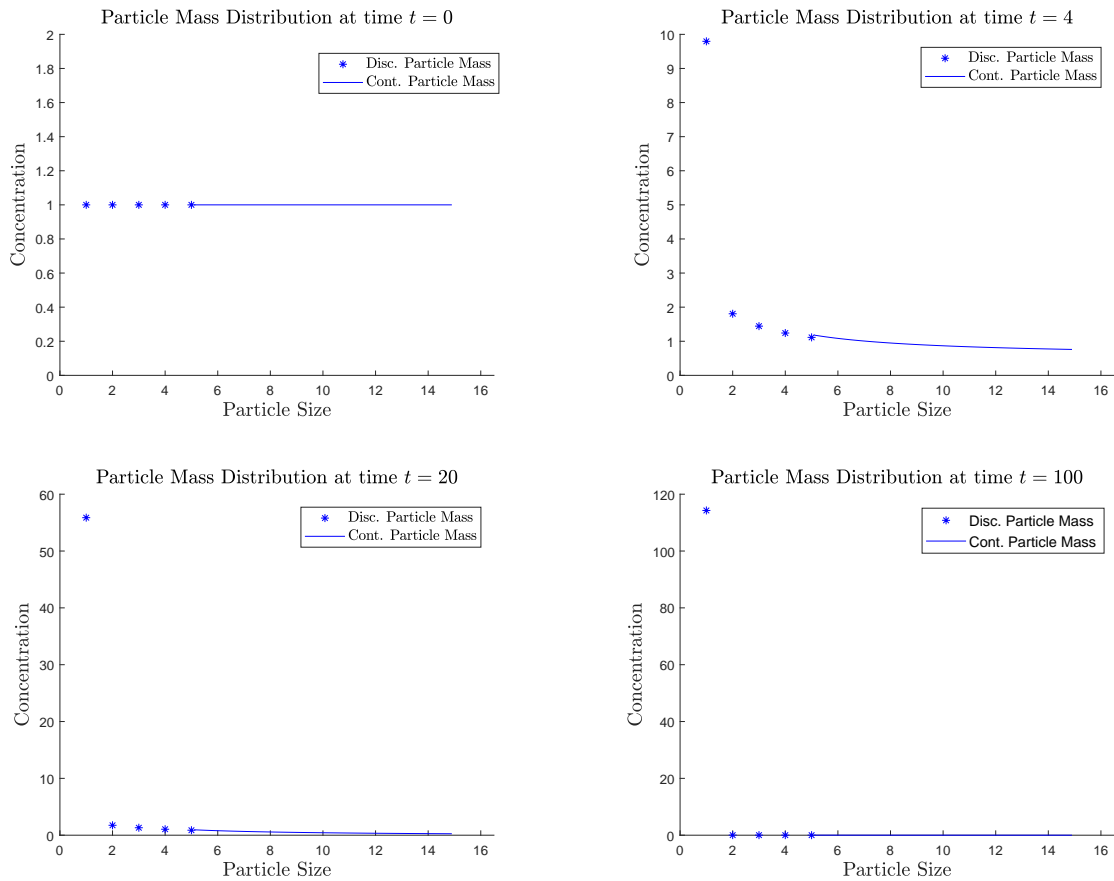 Particle Mass Distribution at time t = 0
2
1.8
1.6
1.4
1.2
1
0.8
0.6
0.4
0.2
0
Concentration
Disc. Particle Mass
Cont. Particle Mass
0 2 4 6 8 10 12 14 16
Particle Size
Particle Mass Distribution at time t = 4
10
9
8
7
6
5
4
3
2
1
0
Concentration
Disc. Particle Mass
Cont. Particle Mass
0 2 4 6 8 10 12 14 16
Particle Size
Particle Mass Distribution at time t = 20
60
50
40
30
20
10
0
Concentration
Disc. Particle Mass
Cont. Particle Mass
0 2 4 6 8 10 12 14 16
Particle Size
Particle Mass Distribution at time t = 100
120
100
80
60
40
20
0
Concentration
Disc. Particle Mass
Cont. Particle Mass
0 2 4 6 8 10 12 14 16
Particle Size